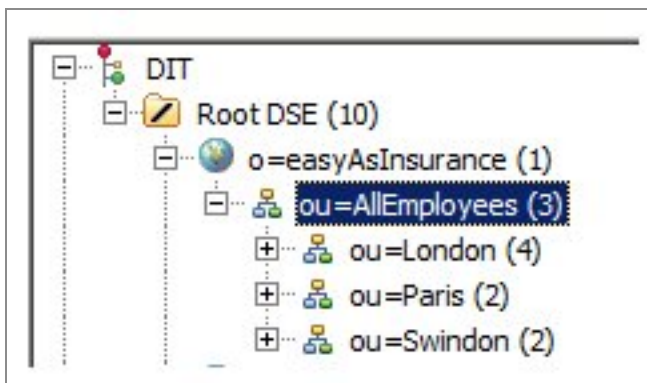 DIT
Root DSE (10)
o=easyAsInsurance (1)
ou=AllEmployees (3)
ou=London (4)
ou=Paris (2)
ou=Swindon (2)